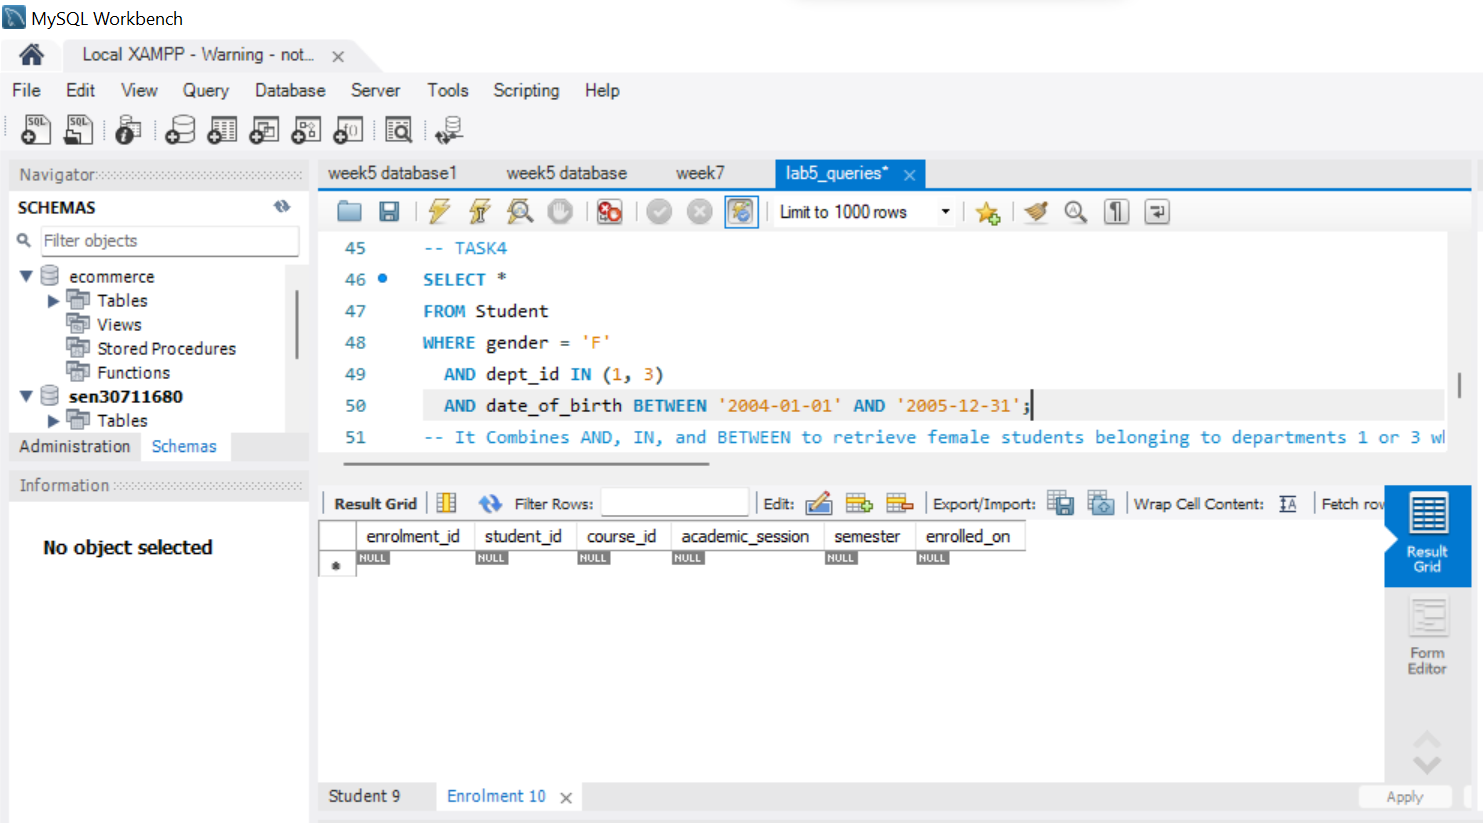 MySQL Workbench
Local XAMPP - Warning - not...
File Edit View Query Database Server Tools Scripting Help
Navigator
SCHEMAS
Filter objects
ecommerce
Tables
Views
Stored Procedures
Functions
sen30711680
Tables
Administration Schemas
Information
No object selected
week5 database1 week5 database week7 lab5_queries*
Limit to 1000 rows
45 -- TASK4
46 SELECT *
47 FROM Student
48 WHERE gender = 'F'
49 AND dept_id IN (1, 3)
50 AND date_of_birth BETWEEN '2004-01-01' AND '2005-12-31';
51 -- It Combines AND, IN, and BETWEEN to retrieve female students belonging to departments 1 or 3
Result Grid Filter Rows: Edit: Export/Import: Wrap Cell Content: Fetch
enrolment_id student_id course_id academic_session semester enrolled_on
NULL NULL NULL NULL NULL NULL
Result
Grid
Form
Editor
Student 9 Enrolment 10
Apply